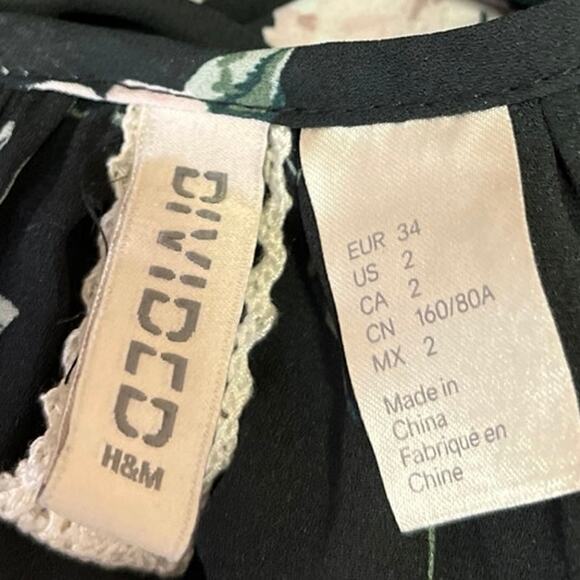 DIVIDED
H&M
EUR 34
US 2
CA 2
CN 160/80A
MX 2
Made in
China
Fabriqué en
Chine